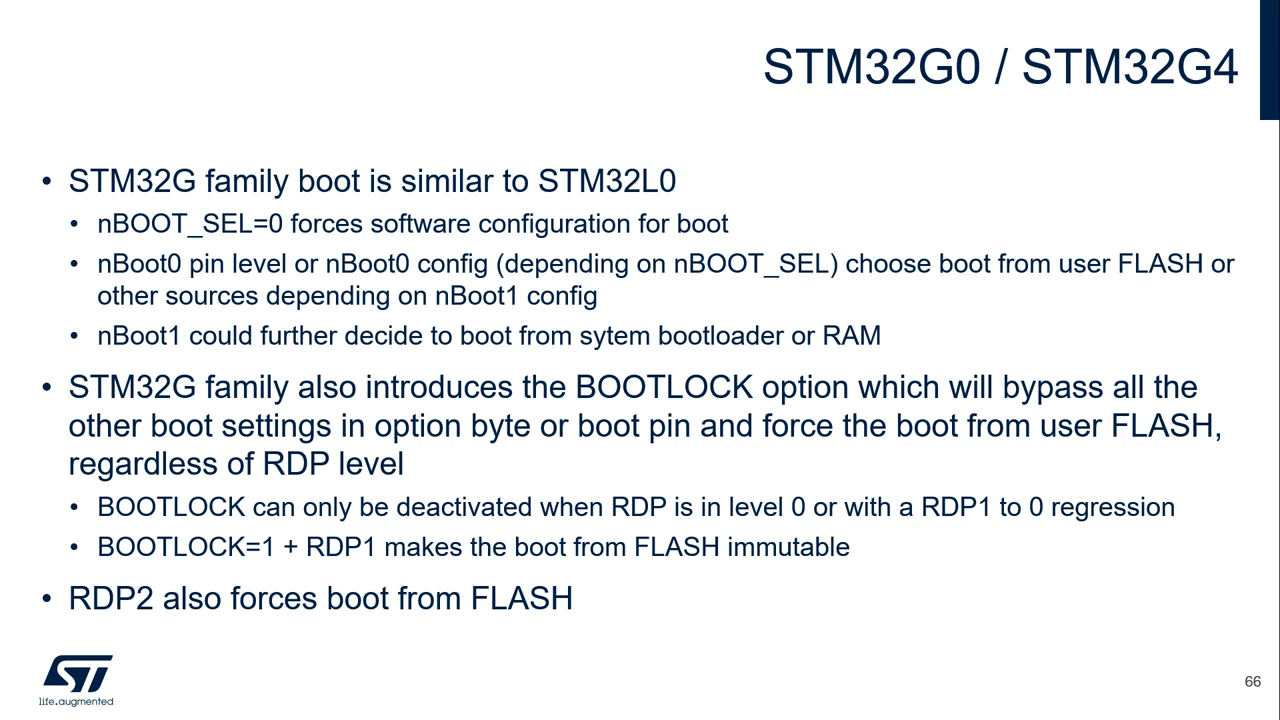 STM32G0 / STM32G4
• STM32G family boot is similar to STM32L0
• nBOOT_SEL=0 forces software configuration for boot
• nBoot0 pin level or nBoot0 config (depending on nBOOT_SEL) choose boot from user FLASH or
other sources depending on nBoot1 config
• nBoot1 could further decide to boot from sytem bootloader or RAM
• STM32G family also introduces the BOOTLOCK option which will bypass all the
other boot settings in option byte or boot pin and force the boot from user FLASH,
regardless of RDP level
• BOOTLOCK can only be deactivated when RDP is in level 0 or with a RDP1 to 0 regression
• BOOTLOCK=1 + RDP1 makes the boot from FLASH immutable
• RDP2 also forces boot from FLASH
ST
life.augmented
66